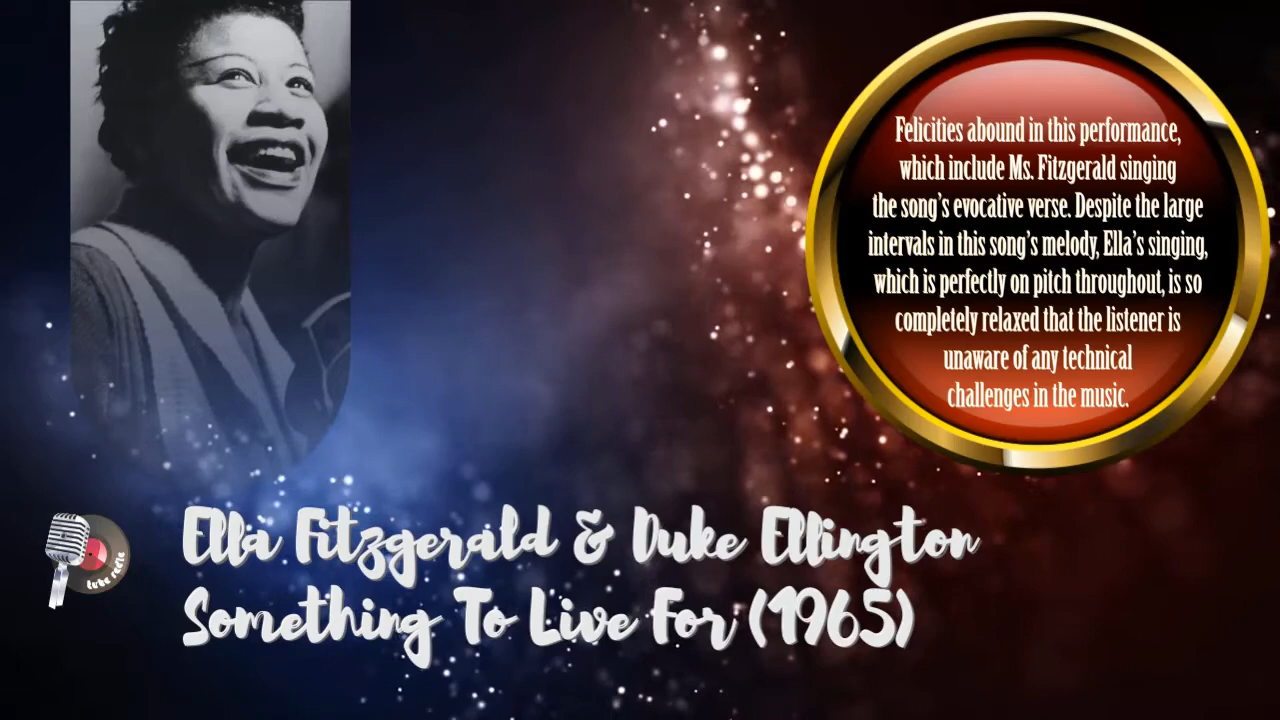 Felicities abound in this performance,
which include Ms. Fitzgerald singing
the song's evocative verse. Despite the large
intervals in this song's melody, Ella's singing,
which is perfectly on pitch throughout, is so
completely relaxed that the listener is
unaware of any technical
challenges in the music.
Ella Fitzgerald & Duke Ellington
Something To Live For (1965)
tube radio